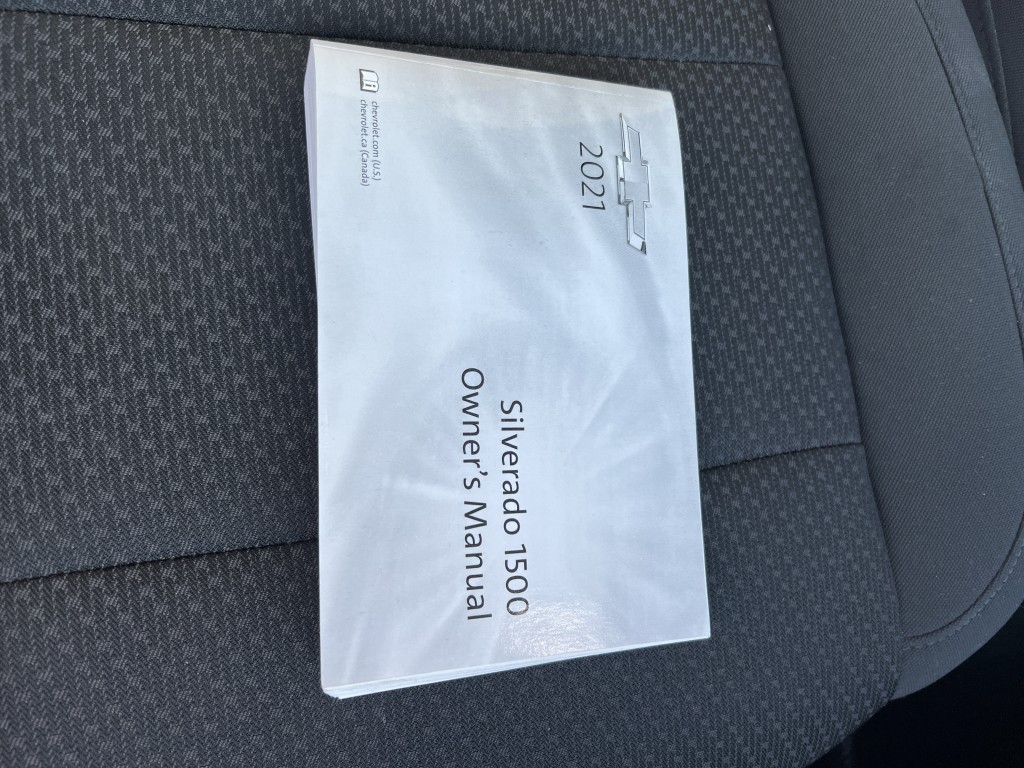 2021
Silverado 1500
Owner's Manual
chevrolet.com (U.S.)
chevrolet.ca (Canada)